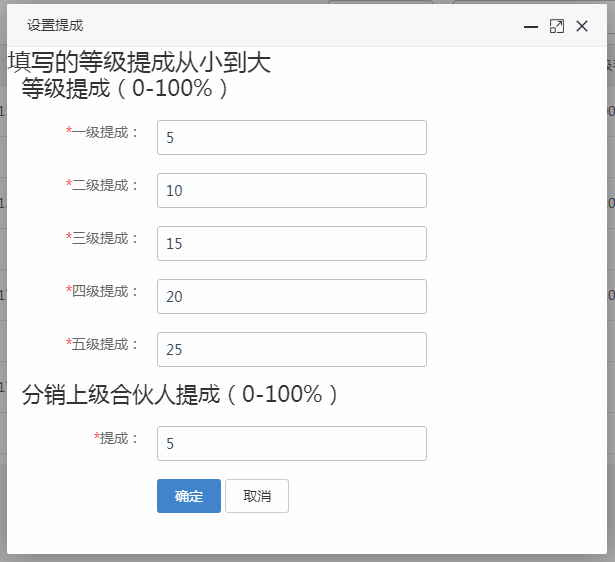 设置提成
填写的等级提成从小到大
等级提成（0-100%）
*一级提成： 5
*二级提成： 10
*三级提成： 15
*四级提成： 20
*五级提成： 25
分销上级合伙人提成（0-100%）
*提成： 5
确定 取消